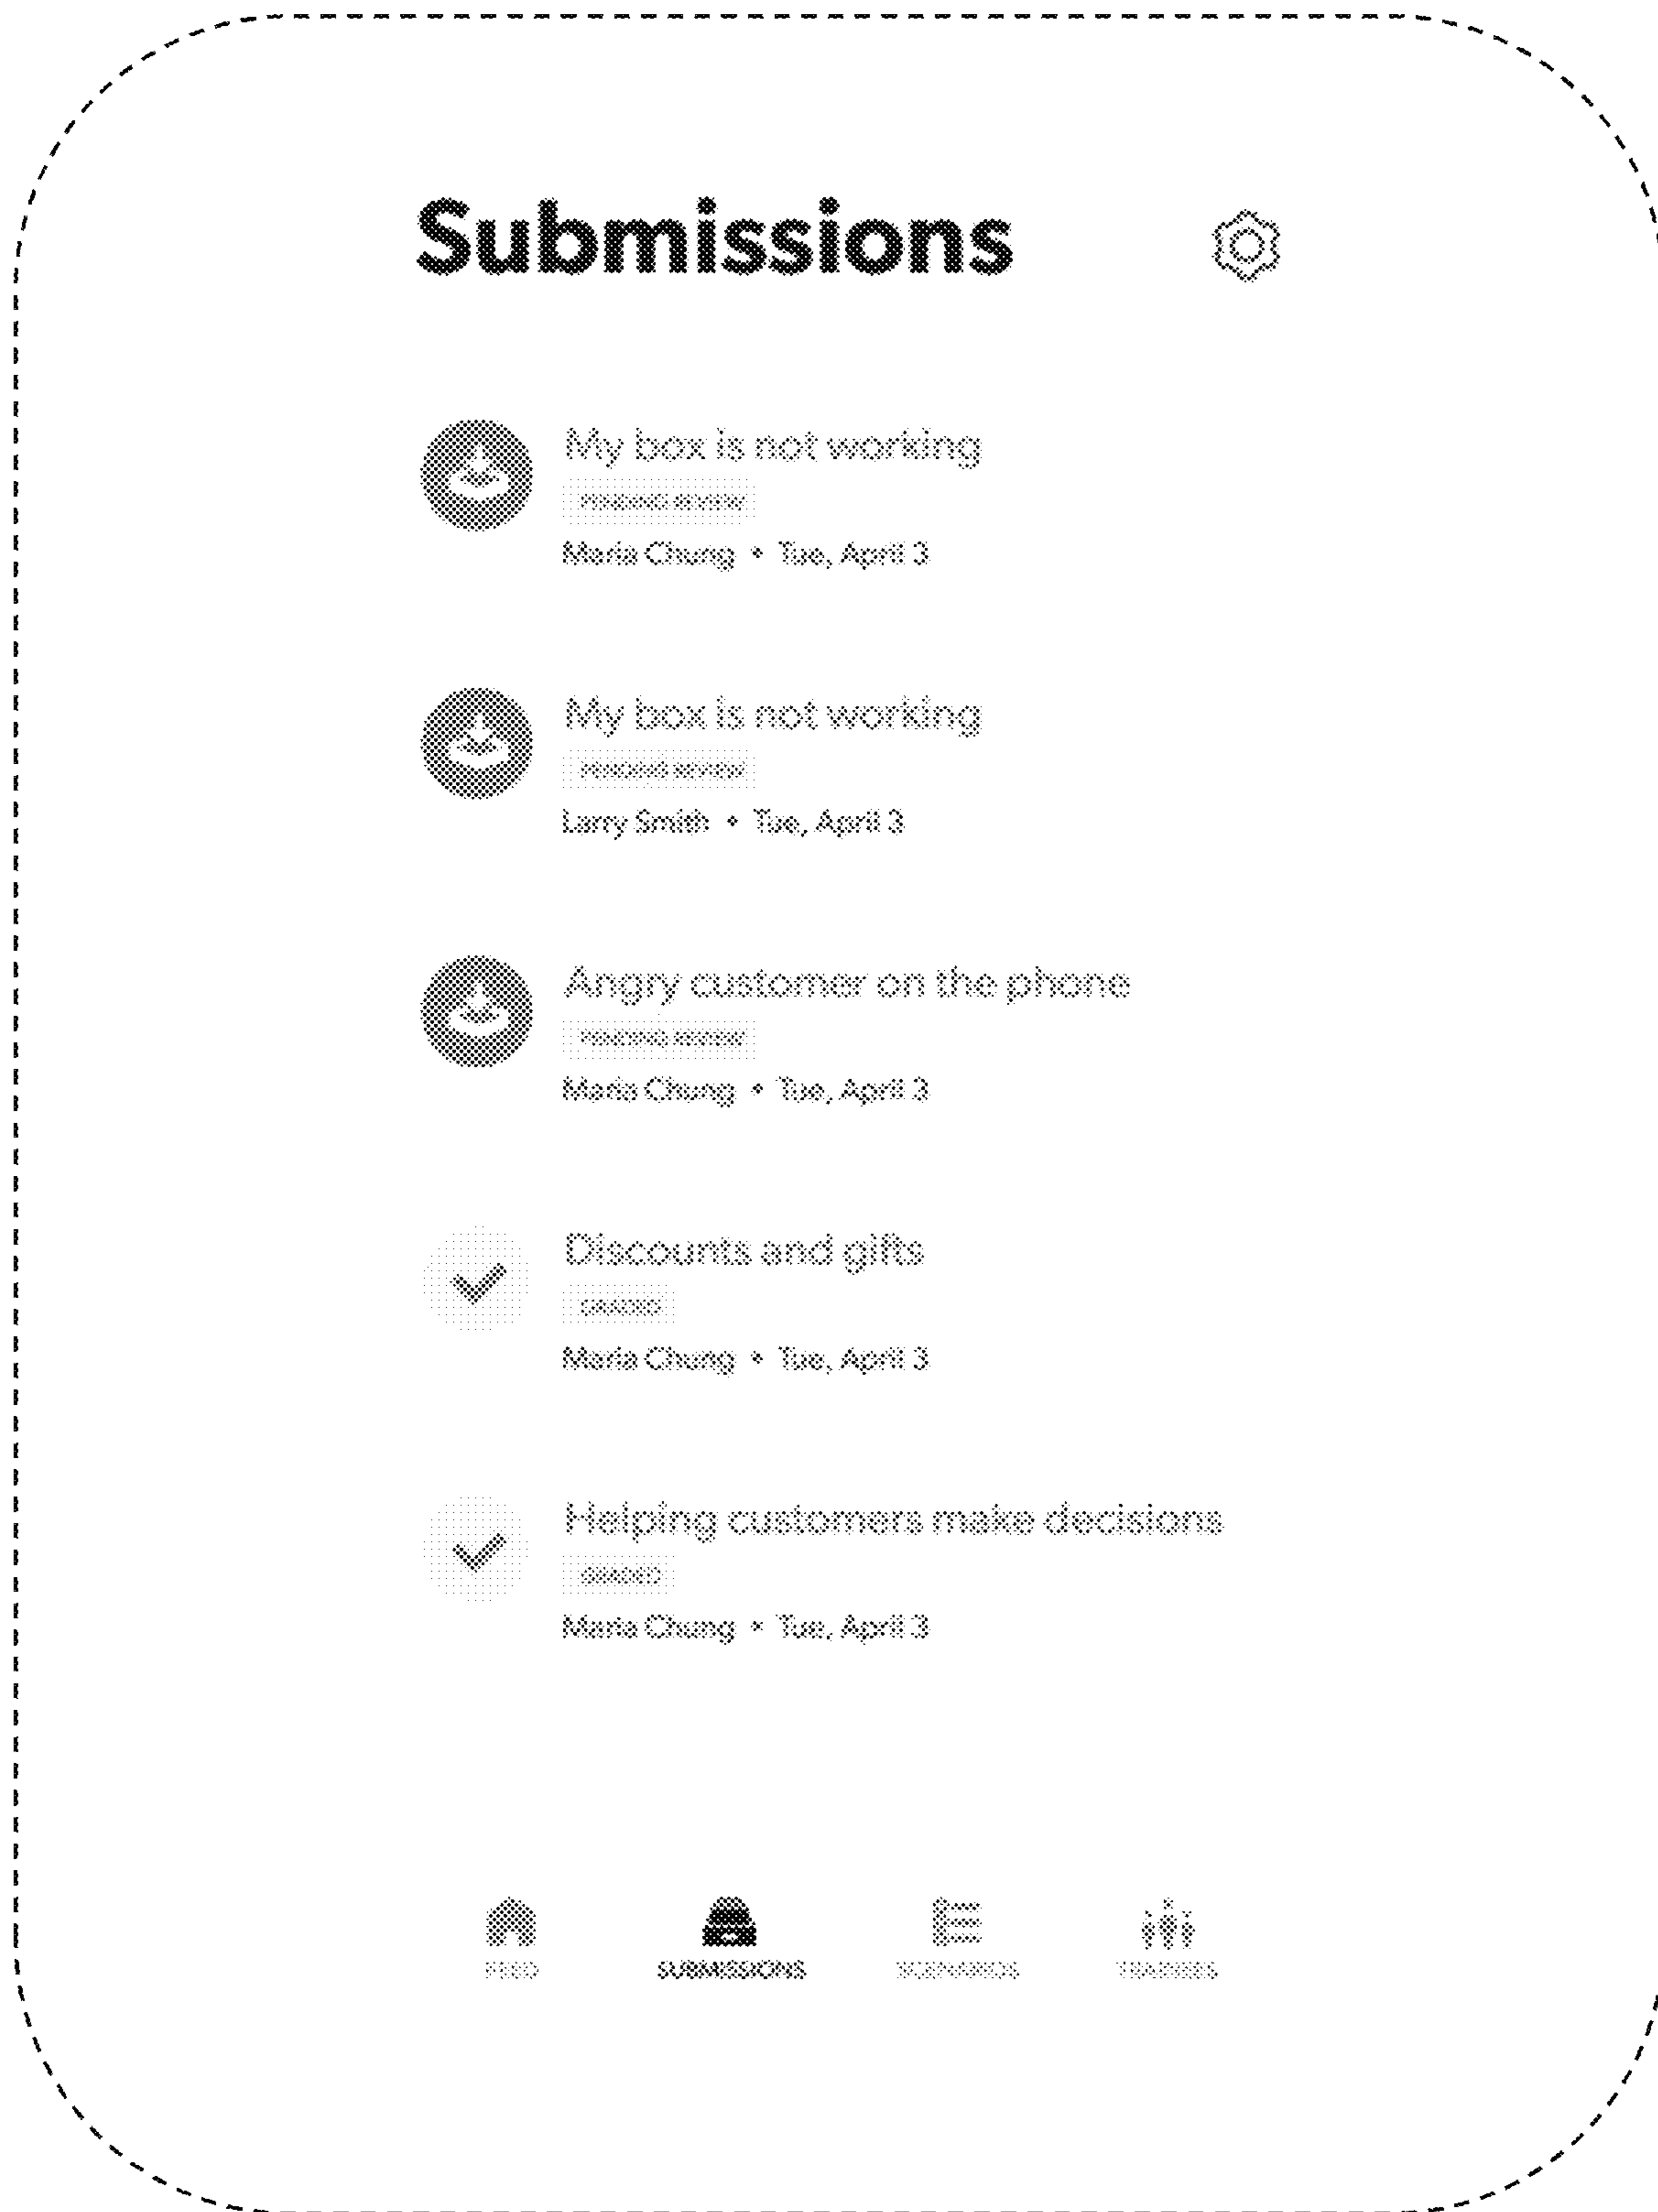 Submissions
My box is not working
PENDING REVIEW
Maria Chung • Tue, April 3
My box is not working
PENDING REVIEW
Larry Smith • Tue, April 3
Angry customer on the phone
PENDING REVIEW
Maria Chung • Tue, April 3
Discounts and gifts
GRADED
Maria Chung • Tue, April 3
Helping customers make decisions
GRADED
Maria Chung • Tue, April 3
FEED SUBMISSIONS SCENARIOS TRAINEES